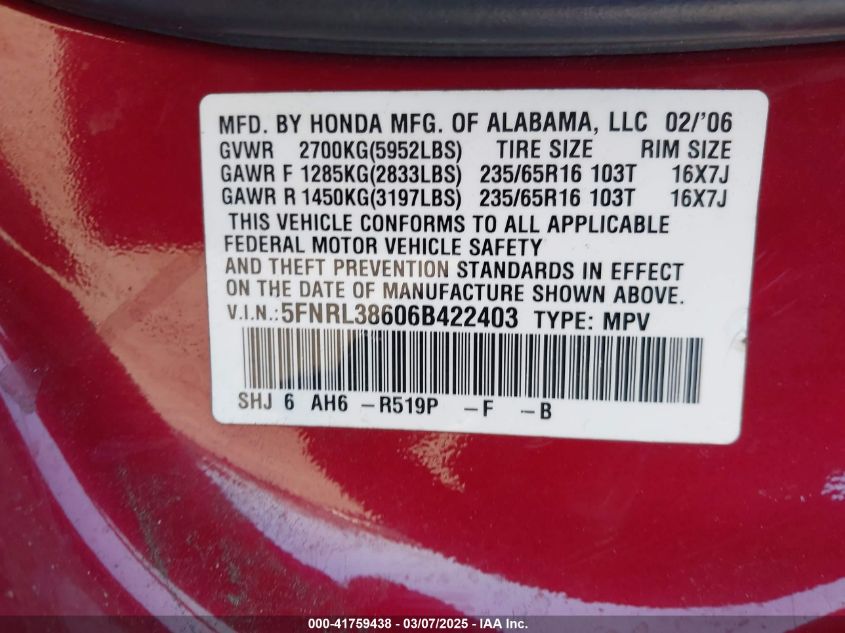 MFD. BY HONDA MFG. OF ALABAMA, LLC 02/'06
GVWR 2700KG(5952LBS) TIRE SIZE RIM SIZE
GAWR F 1285KG(2833LBS) 235/65R16 103T 16X7J
GAWR R 1450KG(3197LBS) 235/65R16 103T 16X7J
THIS VEHICLE CONFORMS TO ALL APPLICABLE
FEDERAL MOTOR VEHICLE SAFETY
AND THEFT PREVENTION STANDARDS IN EFFECT
ON THE DATE OF MANUFACTURE SHOWN ABOVE.
V.I.N.:5FNRL38606B422403 TYPE: MPV
SHJ 6 AH6 -R519P -F -B
000-41759438 - 03/07/2025 - IAA Inc.